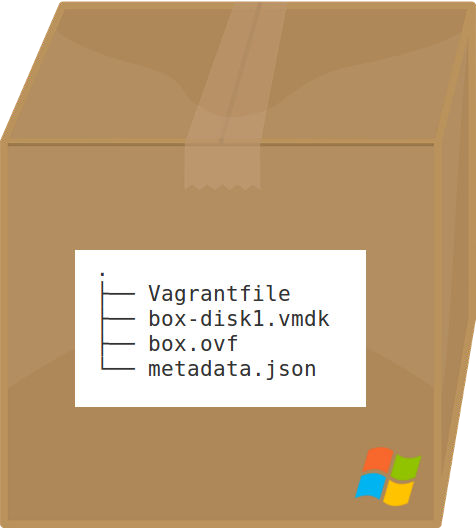 .
├── Vagrantfile
├── box-disk1.vmdk
├── box.ovf
└── metadata.json